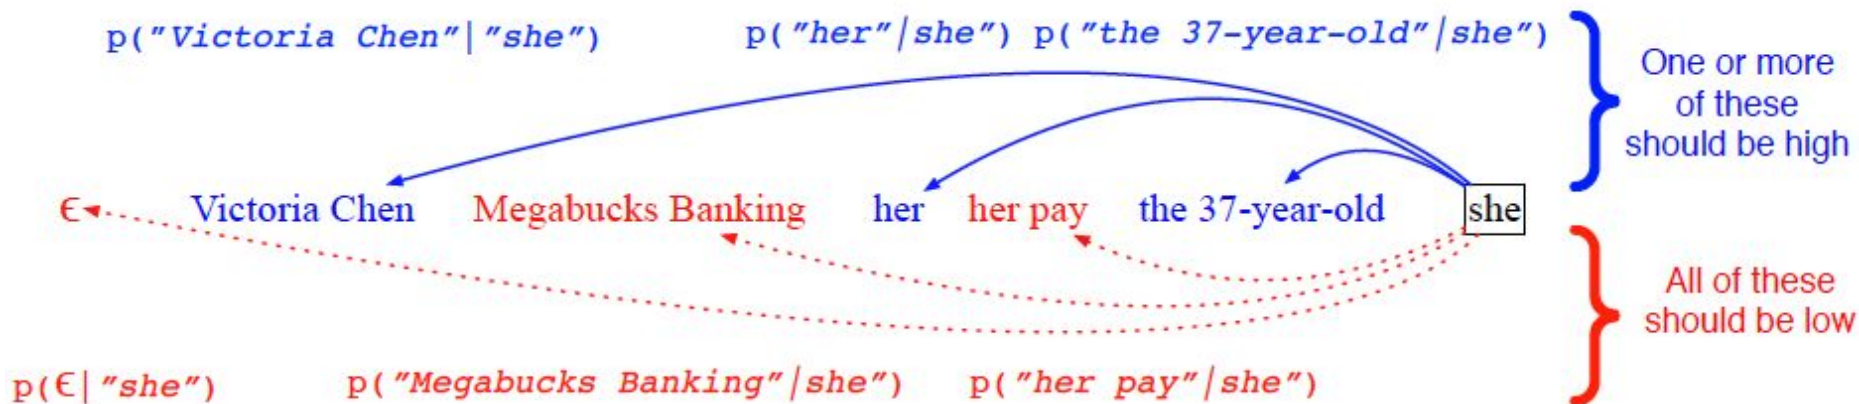 p("Victoria Chen"|"she") p("her"|she") p("the 37-year-old"|she")
One or more
of these
should be high
ϵ Victoria Chen Megabucks Banking her her pay the 37-year-old she
All of these
should be low
p(ϵ|"she") p("Megabucks Banking"|she") p("her pay"|she")